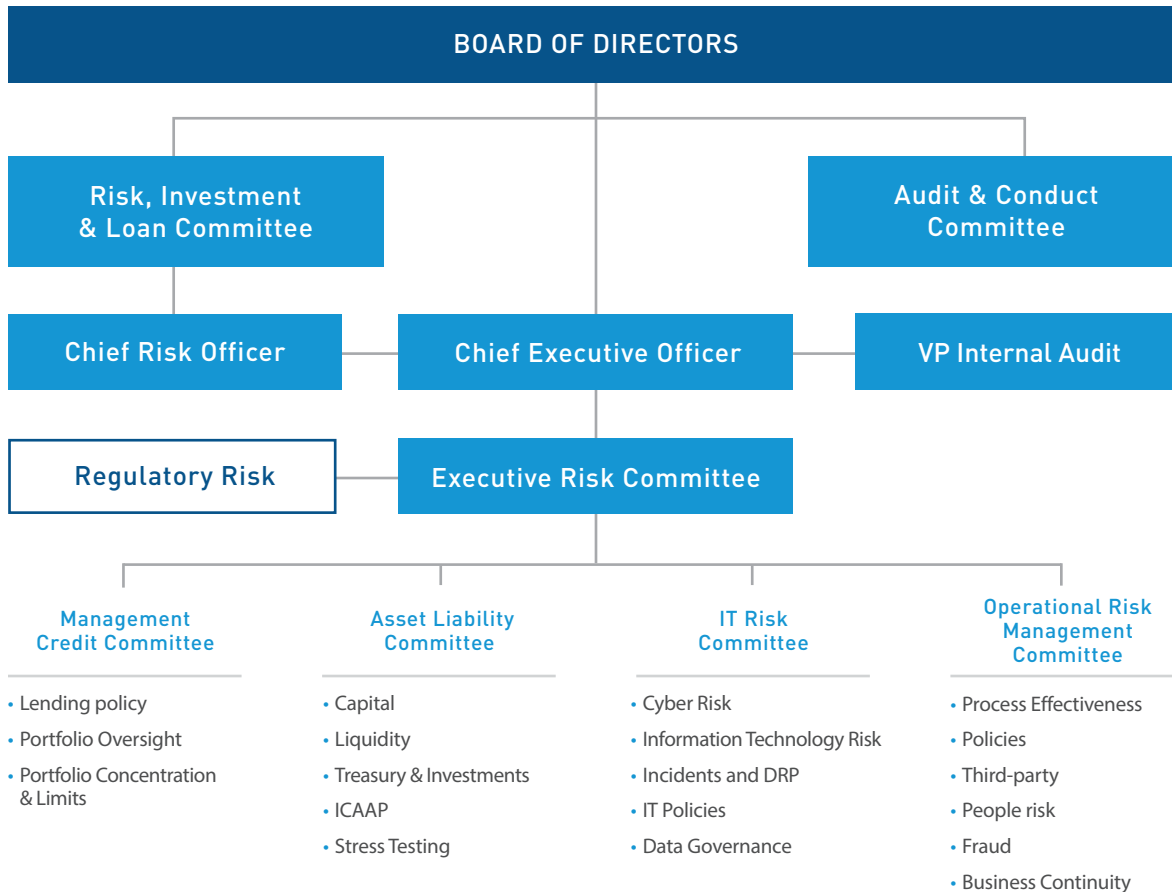 BOARD OF DIRECTORS
Risk, Investment
& Loan Committee
Audit & Conduct
Committee
Chief Risk Officer
Chief Executive Officer
VP Internal Audit
Regulatory Risk
Executive Risk Committee
Management
Credit Committee
• Lending policy
• Portfolio Oversight
• Portfolio Concentration
& Limits
Asset Liability
Committee
• Capital
• Liquidity
• Treasury & Investments
• ICAAP
• Stress Testing
IT Risk
Committee
• Cyber Risk
• Information Technology Risk
• Incidents and DRP
• IT Policies
• Data Governance
Operational Risk
Management
Committee
• Process Effectiveness
• Policies
• Third-party
• People risk
• Fraud
• Business Continuity